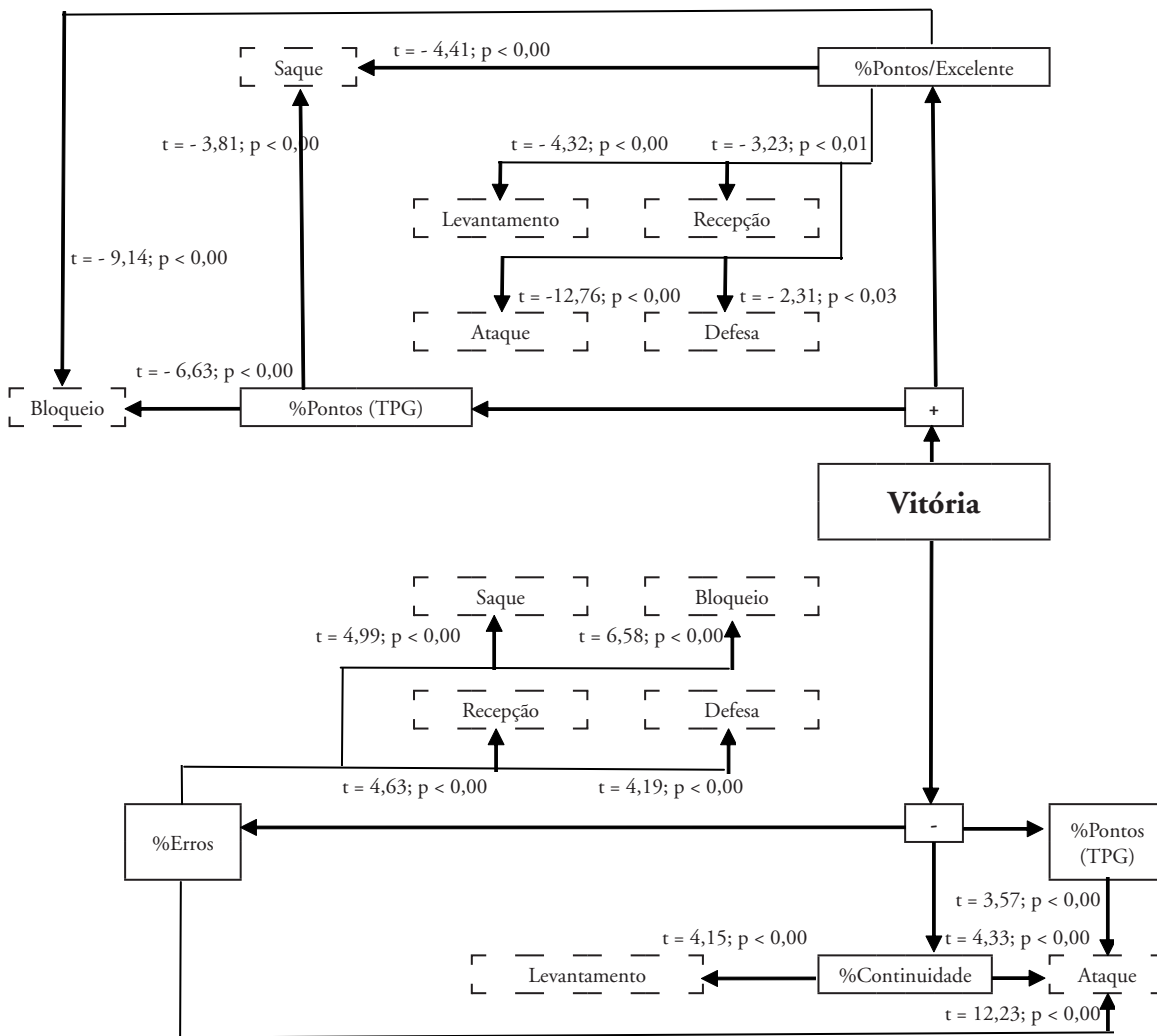 t = - 4,41; p < 0,00
Saque
%Pontos/Excelente
t = - 3,81; p < 0,00
t = - 4,32; p < 0,00
t = - 3,23; p < 0,01
Levantamento
Recepção
t = - 9,14; p < 0,00
t = -12,76; p < 0,00
t = - 2,31; p < 0,03
Ataque
Defesa
t = - 6,63; p < 0,00
Bloqueio
%Pontos (TPG)
+
Vitória
Saque
Bloqueio
t = 4,99; p < 0,00
t = 6,58; p < 0,00
Recepção
Defesa
t = 4,63; p < 0,00
t = 4,19; p < 0,00
%Erros
-
%Pontos
(TPG)
t = 3,57; p < 0,00
t = 4,15; p < 0,00
t = 4,33; p < 0,00
Levantamento
%Continuidade
Ataque
t = 12,23; p < 0,00